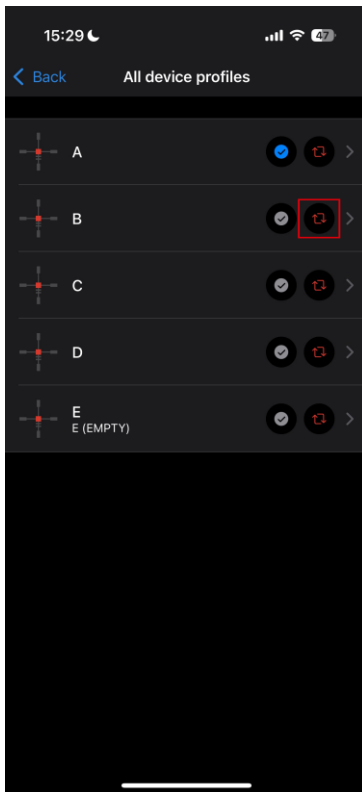 15:29
47
Back
All device profiles
A
B
C
D
E
E (EMPTY)